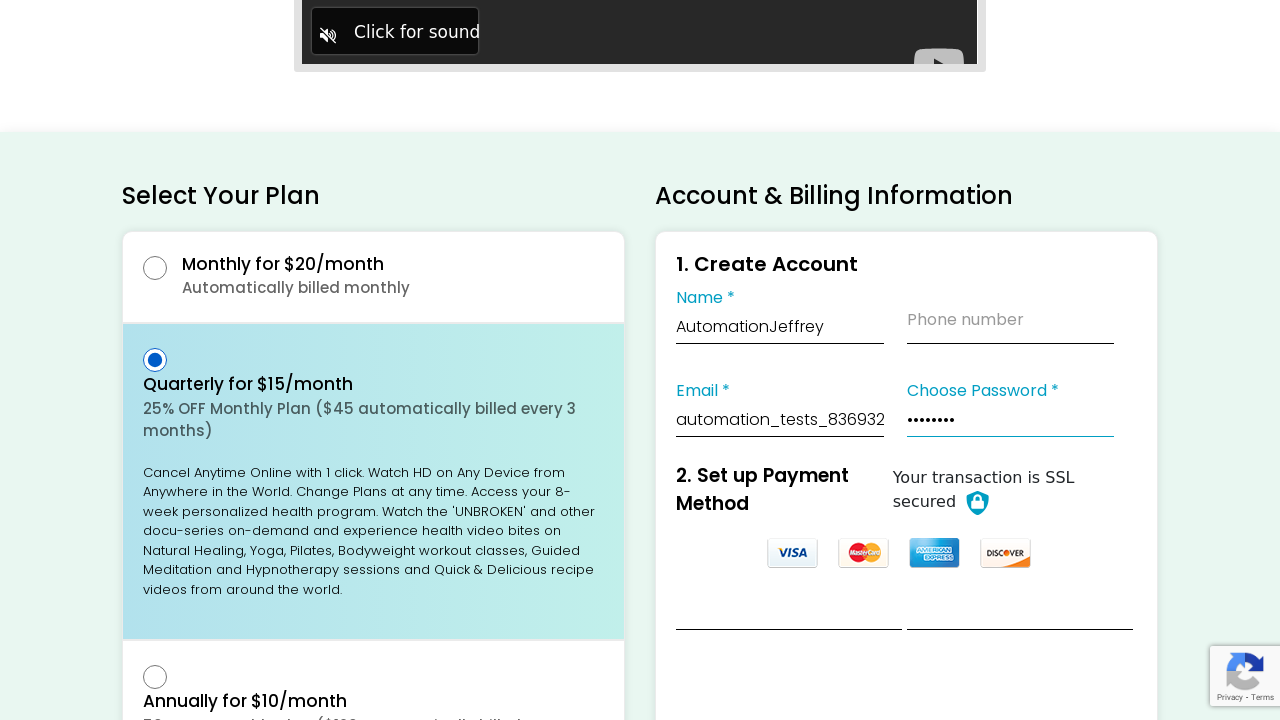 Click for sound
Select Your Plan
Account & Billing Information
Monthly for $20/month
Automatically billed monthly
Quarterly for $15/month
25% OFF Monthly Plan ($45 automatically billed every 3
months)
Cancel Anytime Online with 1 click. Watch HD on Any Device from
Anywhere in the World. Change Plans at any time. Access your 8-
week personalized health program. Watch the 'UNBROKEN' and other
docu-series on-demand and experience health video bites on
Natural Healing, Yoga, Pilates, Bodyweight workout classes, Guided
Meditation and Hypnotherapy sessions and Quick & Delicious recipe
videos from around the world.
Annually for $10/month
1. Create Account
Name *
AutomationJeffrey
Phone number
Email *
automation_tests_836932
Choose Password *
••••••••
2. Set up Payment
Method
Your transaction is SSL
secured
VISA
MasterCard
AMERICAN
EXPRESS
DISCOVER
Privacy - Terms